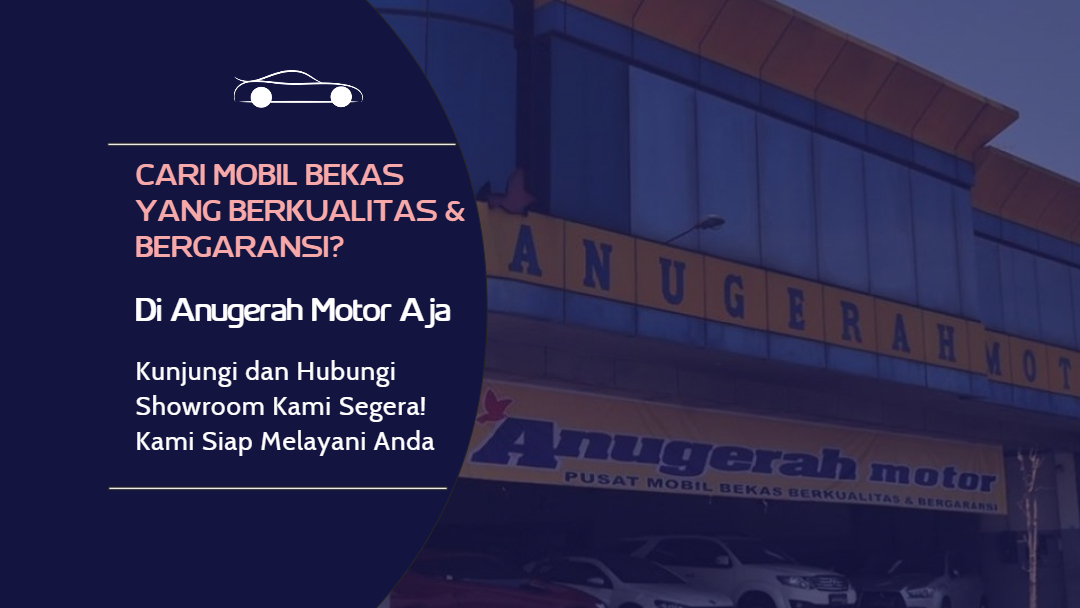 CARI MOBIL BEKAS
YANG BERKUALITAS &
BERGARANSI?
Di Anugerah Motor Aja
Kunjungi dan Hubungi
Showroom Kami Segera!
Kami Siap Melayani Anda
ANUGERAH MOT
Anugerah motor
PUSAT MOBIL BEKAS BERKUALITAS & BERGARANSI